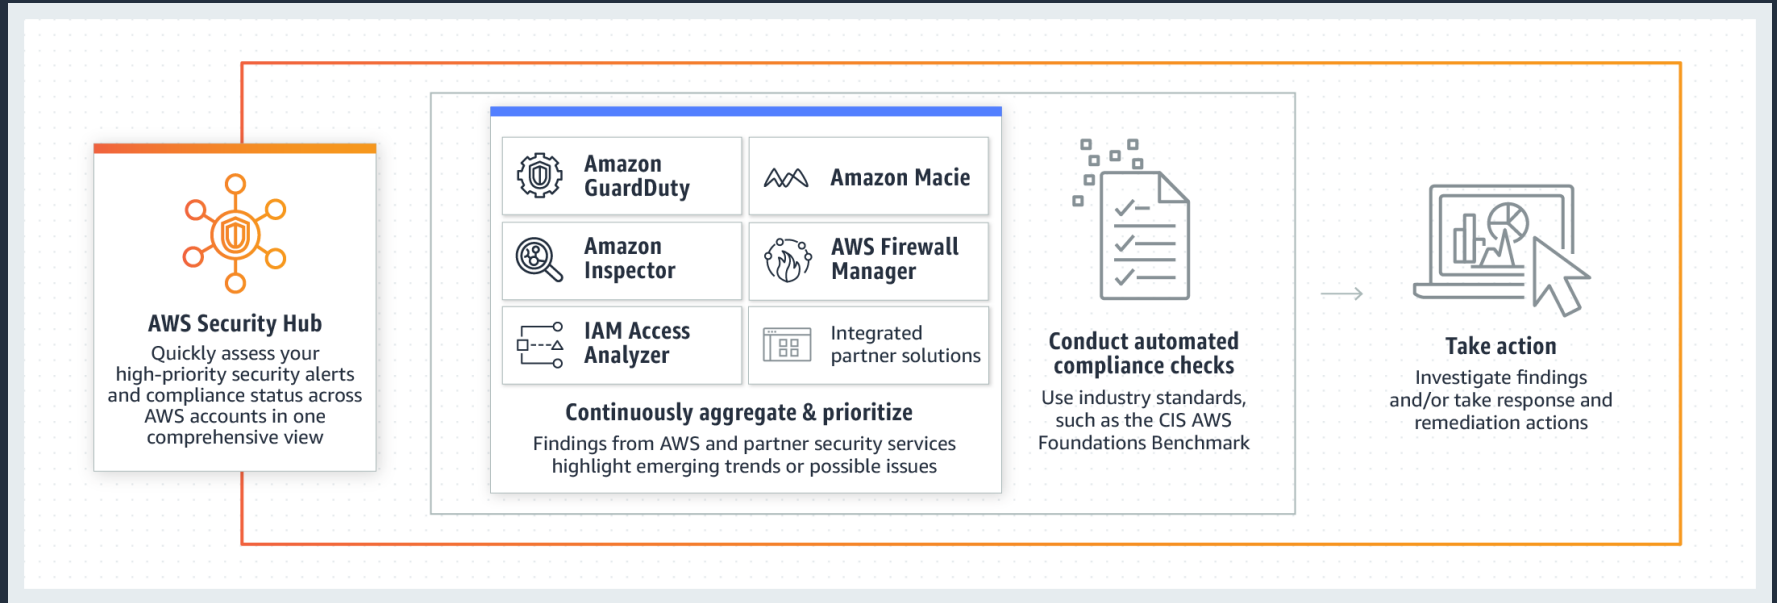 AWS Security Hub
Quickly assess your
high-priority security alerts
and compliance status across
AWS accounts in one
comprehensive view
Amazon
GuardDuty
Amazon Macie
Amazon
Inspector
AWS Firewall
Manager
IAM Access
Analyzer
Integrated
partner solutions
Continuously aggregate & prioritize
Findings from AWS and partner security services
highlight emerging trends or possible issues
Conduct automated
compliance checks
Use industry standards,
such as the CIS AWS
Foundations Benchmark
Take action
Investigate findings
and/or take response and
remediation actions